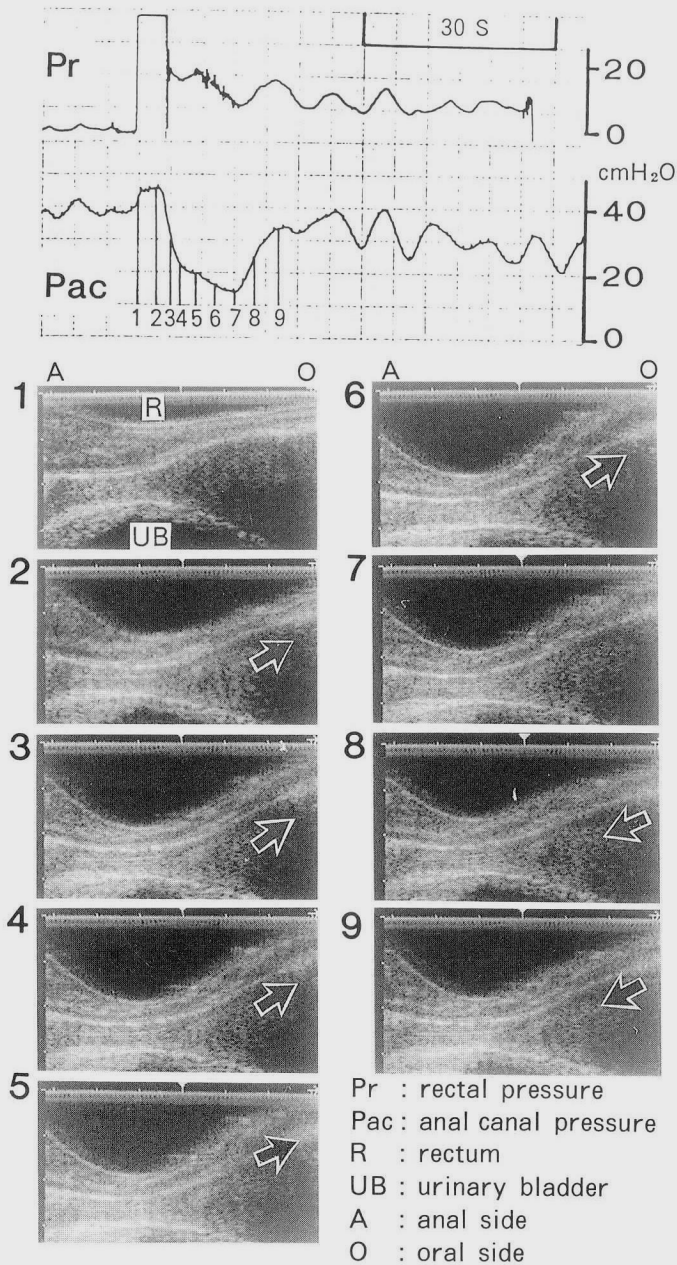 30 S
Pr
20
0
cmH₂O
40
20
0
Pac
1 2 3 4 5 6 7 8 9
A O
A O
1
R
UB
2
3
4
5
6
7
8
9
Pr : rectal pressure
Pac : anal canal pressure
R : rectum
UB : urinary bladder
A : anal side
O : oral side